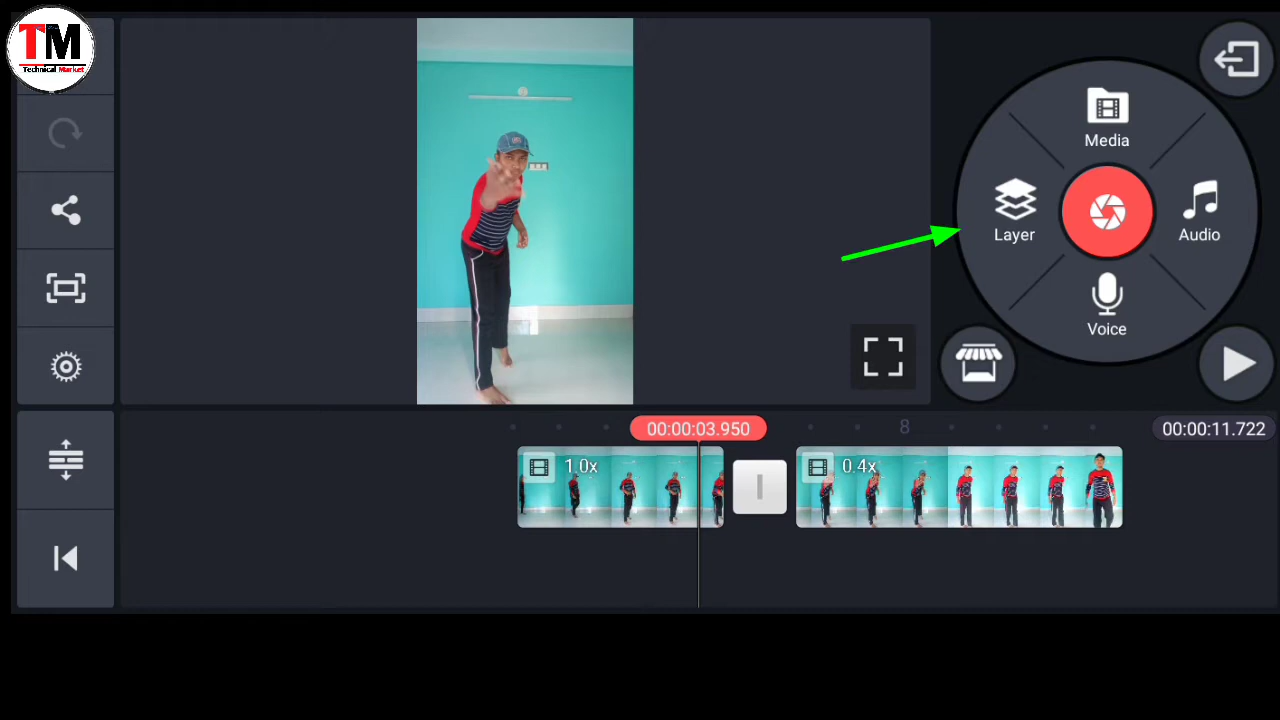 TM
Technical Market
Media
Layer
Audio
Voice
00:00:03.950
8
00:00:11.722
1.0x
0.4x